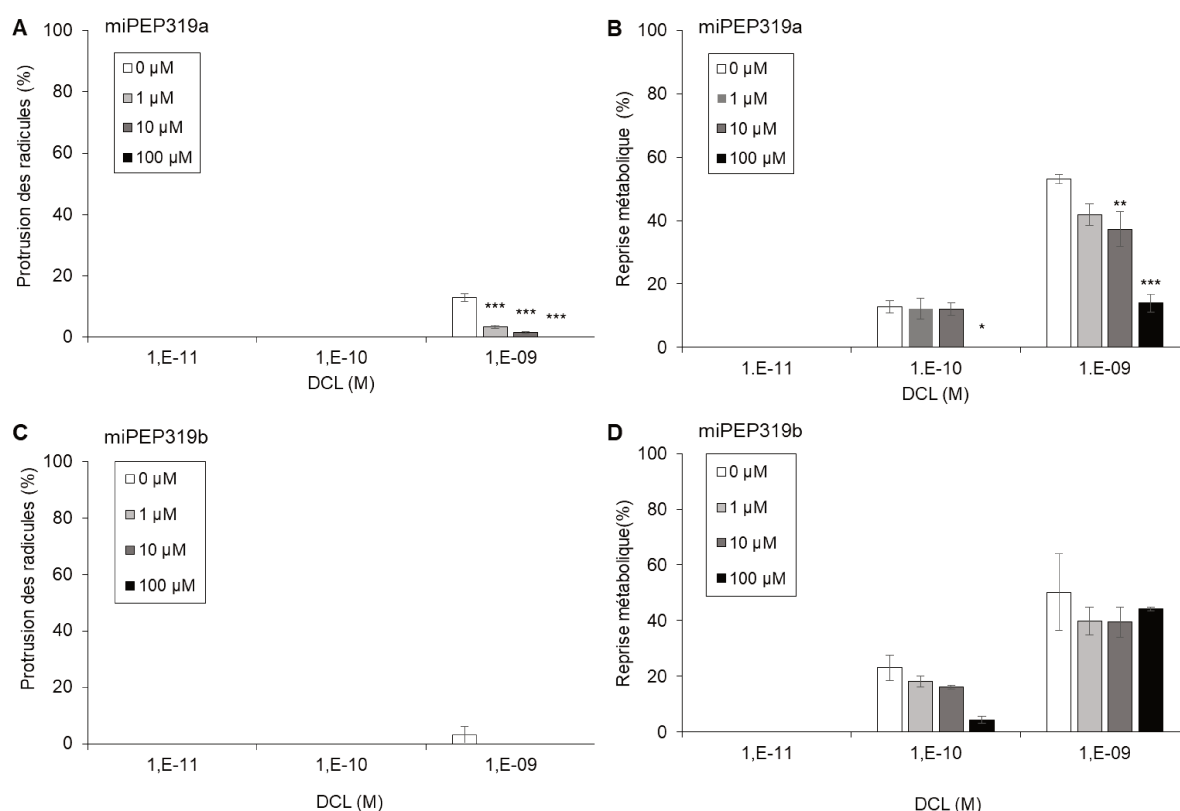 A
miPEP319a
Protrusion des radicules (%)
100
80
60
40
20
0
0 µM
1 µM
10 µM
100 µM
***
***
***
1,E-11
1,E-10
1,E-09
DCL (M)
B
miPEP319a
Reprise métabolique (%)
100
80
60
40
20
0
0 µM
1 µM
10 µM
100 µM
*
**
***
1.E-11
1.E-10
1.E-09
DCL (M)
C
miPEP319b
Protrusion des radicules (%)
100
80
60
40
20
0
0 µM
1 µM
10 µM
100 µM
1,E-11
1,E-10
1,E-09
DCL (M)
D
miPEP319b
Reprise métabolique(%)
100
80
60
40
20
0
0 µM
1 µM
10 µM
100 µM
1,E-11
1,E-10
1,E-09
DCL (M)